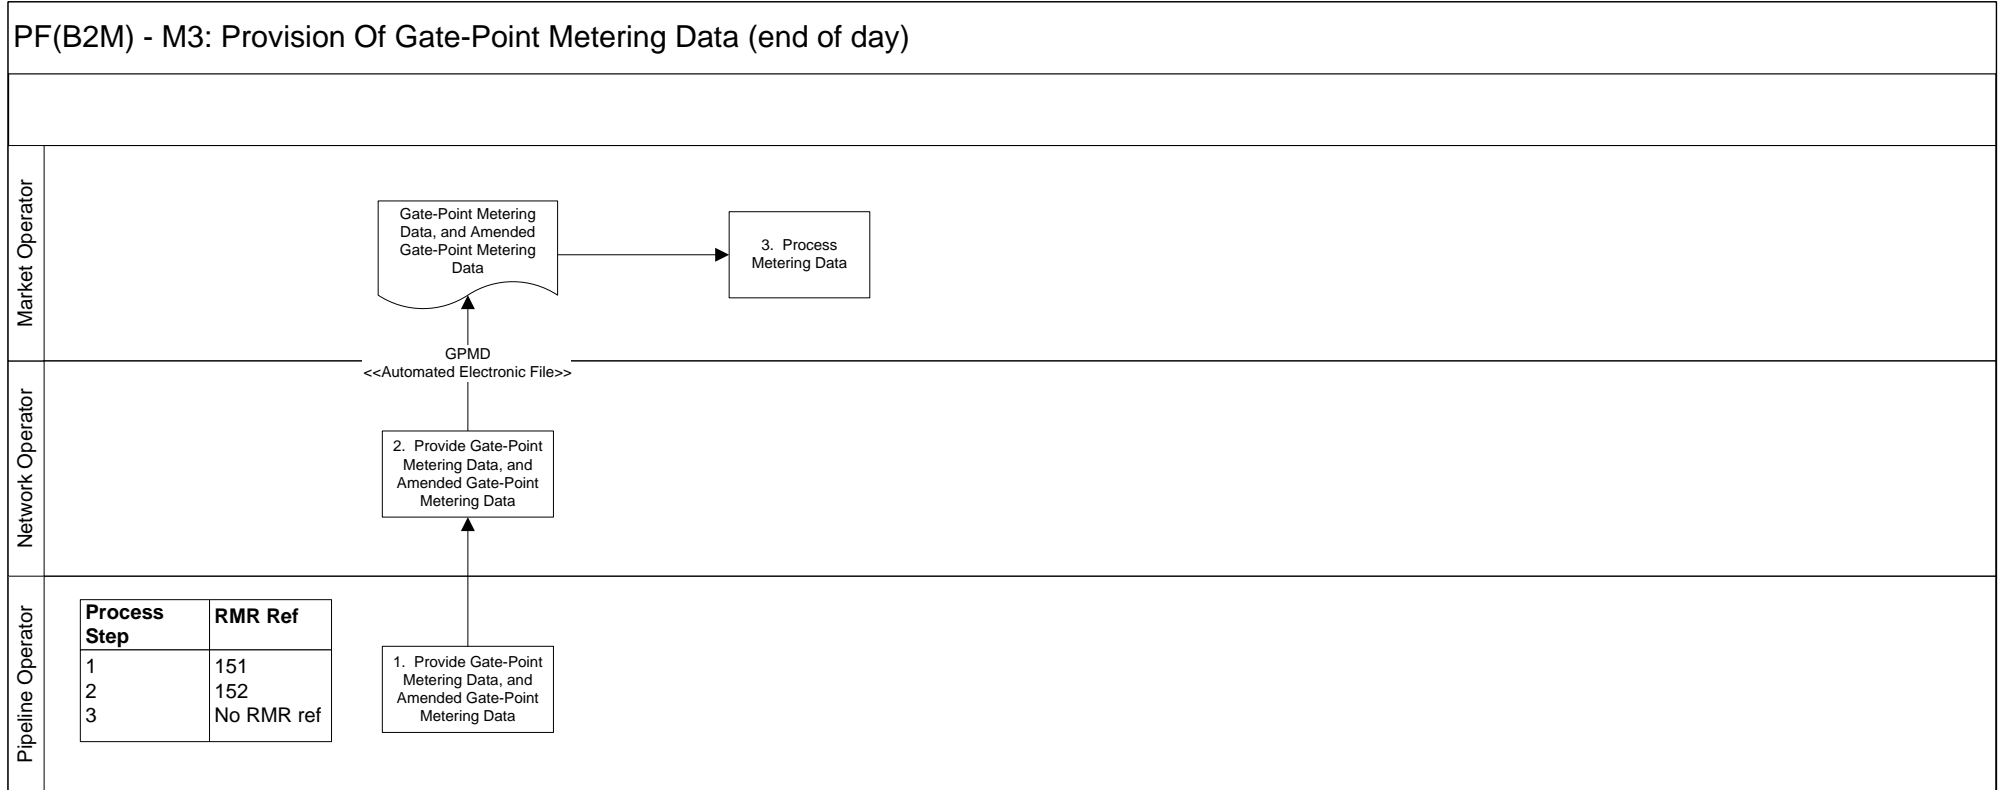 PF(B2M) - M3: Provision Of Gate-Point Metering Data (end of day)
Market Operator
Gate-Point Metering
Data, and Amended
Gate-Point Metering
Data
3. Process
Metering Data
GPMD
<<Automated Electronic File>>
Network Operator
2. Provide Gate-Point
Metering Data, and
Amended Gate-Point
Metering Data
Pipeline Operator
Process
Step
RMR Ref
1 151
2 152
3 No RMR ref
1. Provide Gate-Point
Metering Data, and
Amended Gate-Point
Metering Data